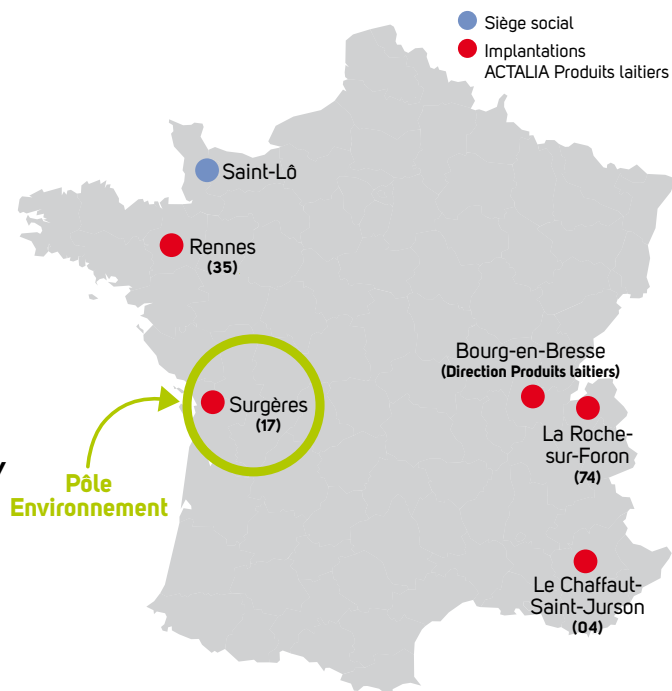 Siège social
Implantations
ACTALIA Produits laitiers
Saint-Lô
Rennes
(35)
Bourg-en-Bresse
(Direction Produits laitiers)
Surgères
(17)
La Roche-
sur-Foron
(74)
Pôle
Environnement
Le Chaffaut-
Saint-Jurson
(04)